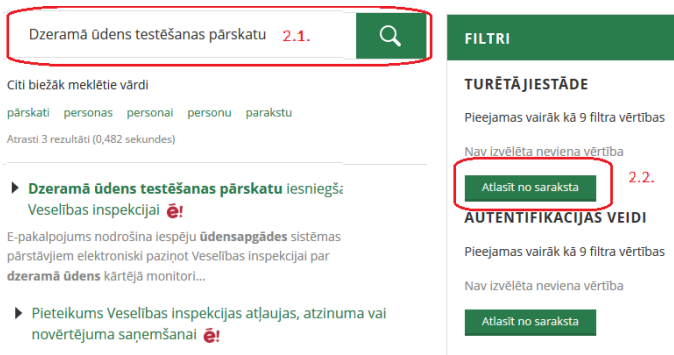 Dzeramā ūdens testēšanas pārskatu 2.1.
Citi biežāk meklētie vārdi
pārskati personas personai personu parakstu
Atrasti 3 rezultāti (0,482 sekundes)
Dzeramā ūdens testēšanas pārskatu iesniegša
Veselības inspekcijai ē!
E-pakalpojums nodrošina iespēju ūdensapgādes sistēmas
pārstāvjiem elektroniski paziņot Veselības inspekcijai par
dzeramā ūdens kārtējā monitori...
Pieteikums Veselības inspekcijas atļaujas, atzinuma vai
novērtējuma saņemšanai ē!
FILTRI
TURĒTĀJIESTĀDE
Pieejamas vairāk kā 9 filtra vērtības
Nav izvēlēta neviena vērtība
Atlasīt no saraksta 2.2.
AUTENTIFIKĀCIJAS VEIDI
Pieejamas vairāk kā 9 filtra vērtības
Nav izvēlēta neviena vērtība
Atlasīt no saraksta